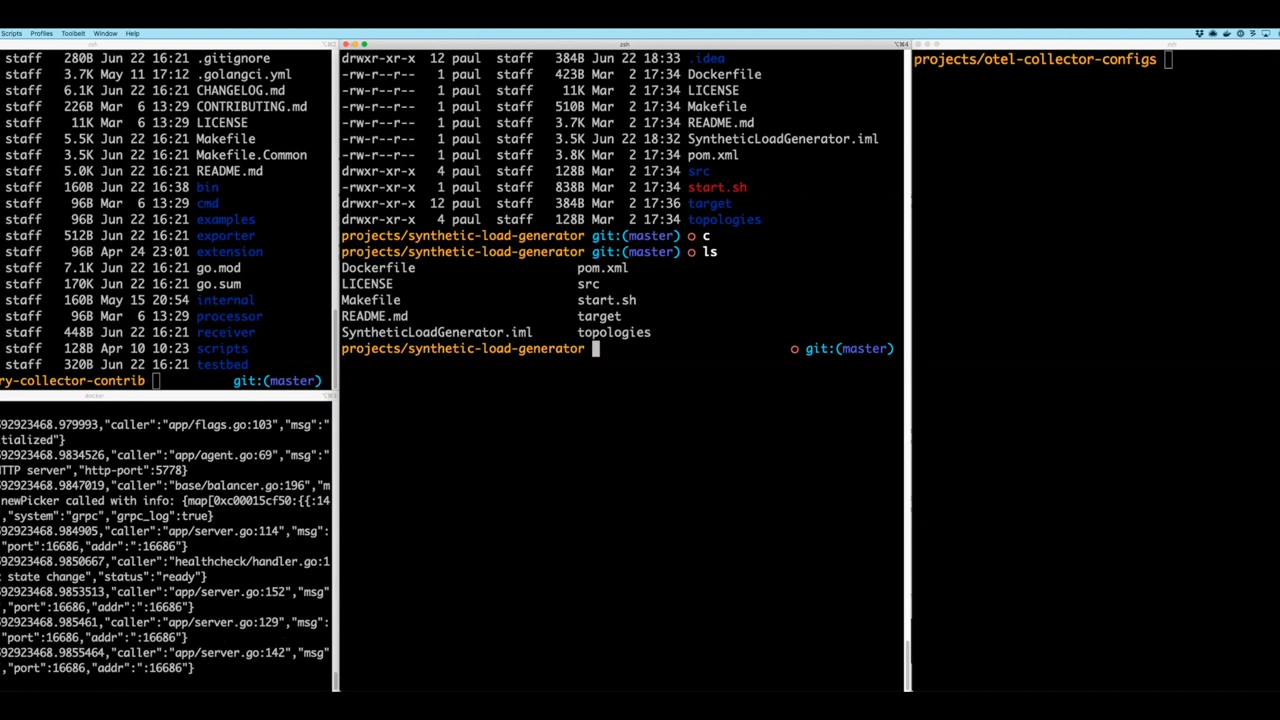 Scripts Profiles Toolbelt Window Help
zsh
staff 280B Jun 22 16:21 .gitignore
staff 3.7K May 11 17:12 .golangci.yml
staff 6.1K Jun 22 16:21 CHANGELOG.md
staff 226B Mar 6 13:29 CONTRIBUTING.md
staff 11K Mar 6 13:29 LICENSE
staff 5.5K Jun 22 16:21 Makefile
staff 3.5K Jun 22 16:21 Makefile.Common
staff 5.0K Jun 22 16:21 README.md
staff 160B Jun 22 16:38 bin
staff 96B Mar 6 13:29 cmd
staff 96B Jun 22 16:21 examples
staff 512B Jun 22 16:21 exporter
staff 96B Apr 24 23:01 extension
staff 7.1K Jun 22 16:21 go.mod
staff 170K Jun 22 16:21 go.sum
staff 160B May 15 20:54 internal
staff 96B Mar 6 13:29 processor
staff 448B Jun 22 16:21 receiver
staff 128B Apr 10 10:23 scripts
staff 320B Jun 22 16:21 testbed
ry-collector-contrib git:(master)
docker
592923468.979993,"caller":"app/flags.go:103","msg":"
tialized"}
592923468.9834526,"caller":"app/agent.go:69","msg":"
HTTP server","http-port":5778}
592923468.9847019,"caller":"base/balancer.go:196","m
newPicker called with info: {map[0xc00015cf50:{{:14
,"system":"grpc","grpc_log":true}
592923468.984905,"caller":"app/server.go:114","msg":
,"port":16686,"addr":":16686"}
592923468.9850667,"caller":"healthcheck/handler.go:1
t state change","status":"ready"}
592923468.9853513,"caller":"app/server.go:152","msg"
,"port":16686,"addr":":16686"}
592923468.985461,"caller":"app/server.go:129","msg":
,"port":16686,"addr":":16686"}
592923468.9855464,"caller":"app/server.go:142","msg"
,"port":16686,"addr":":16686"}
zsh
drwxr-xr-x 12 paul staff 384B Jun 22 18:33 .idea
-rw-r--r-- 1 paul staff 423B Mar 2 17:34 Dockerfile
-rw-r--r-- 1 paul staff 11K Mar 2 17:34 LICENSE
-rw-r--r-- 1 paul staff 510B Mar 2 17:34 Makefile
-rw-r--r-- 1 paul staff 3.7K Mar 2 17:34 README.md
-rw-r--r-- 1 paul staff 3.5K Jun 22 18:32 SyntheticLoadGenerator.iml
-rw-r--r-- 1 paul staff 3.8K Mar 2 17:34 pom.xml
drwxr-xr-x 4 paul staff 128B Mar 2 17:34 src
-rwxr-xr-x 1 paul staff 838B Mar 2 17:34 start.sh
drwxr-xr-x 12 paul staff 384B Mar 2 17:36 target
drwxr-xr-x 4 paul staff 128B Mar 2 17:34 topologies
projects/synthetic-load-generator git:(master) ○ c
projects/synthetic-load-generator git:(master) ○ ls
Dockerfile pom.xml
LICENSE src
Makefile start.sh
README.md target
SyntheticLoadGenerator.iml topologies
projects/synthetic-load-generator ○ git:(master)
zsh
projects/otel-collector-configs